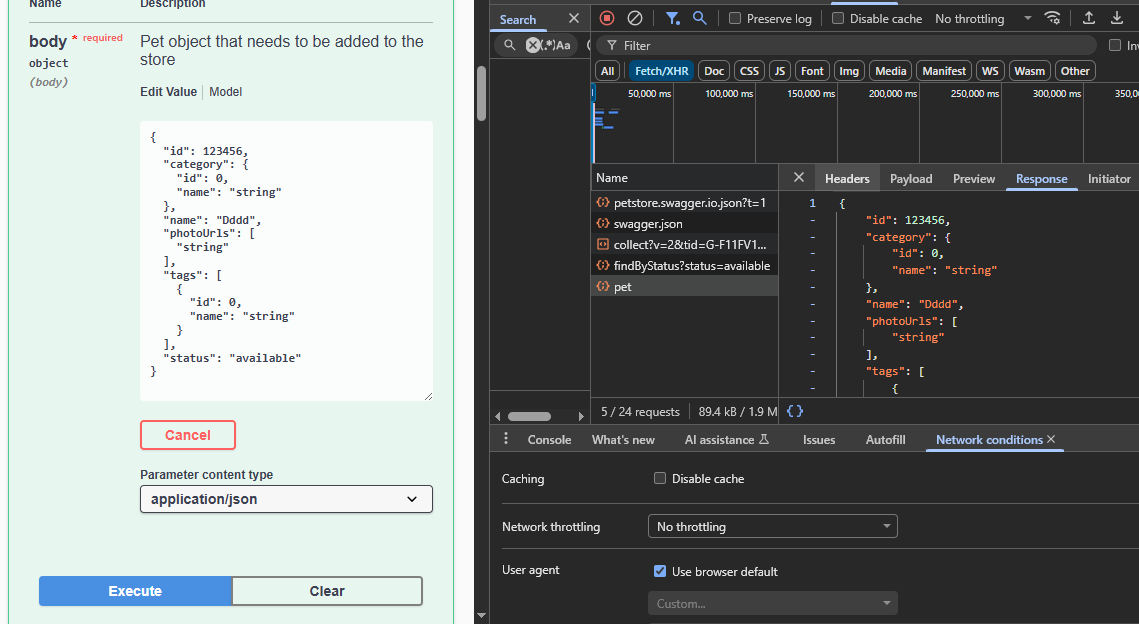 Name
Description
body * required
object
(body)
Pet object that needs to be added to the
store
Edit Value
Model
{
"id": 123456,
"category": {
"id": 0,
"name": "string"
},
"name": "Dddd",
"photoUrls": [
"string"
],
"tags": [
{
"id": 0,
"name": "string"
}
],
"status": "available"
}
Cancel
Parameter content type
application/json
Execute
Clear
Search
(.*)
Aa
Preserve log
Disable cache
No throttling
Filter
All
Fetch/XHR
Doc
CSS
JS
Font
Img
Media
Manifest
WS
Wasm
Other
50,000 ms
100,000 ms
150,000 ms
200,000 ms
250,000 ms
300,000 ms
350,0
Name
petstore.swagger.io.json?t=1
swagger.json
collect?v=2&tid=G-F11FV1...
findByStatus?status=available
pet
5 / 24 requests
89.4 kB / 1.9 M
Headers
Payload
Preview
Response
Initiator
1
{
-
"id": 123456,
-
"category": {
-
"id": 0,
-
"name": "string"
-
},
-
"name": "Dddd",
-
"photoUrls": [
-
"string"
-
],
-
"tags": [
-
{
{}
Console
What's new
AI assistance
Issues
Autofill
Network conditions
Caching
Disable cache
Network throttling
No throttling
User agent
Use browser default
Custom...